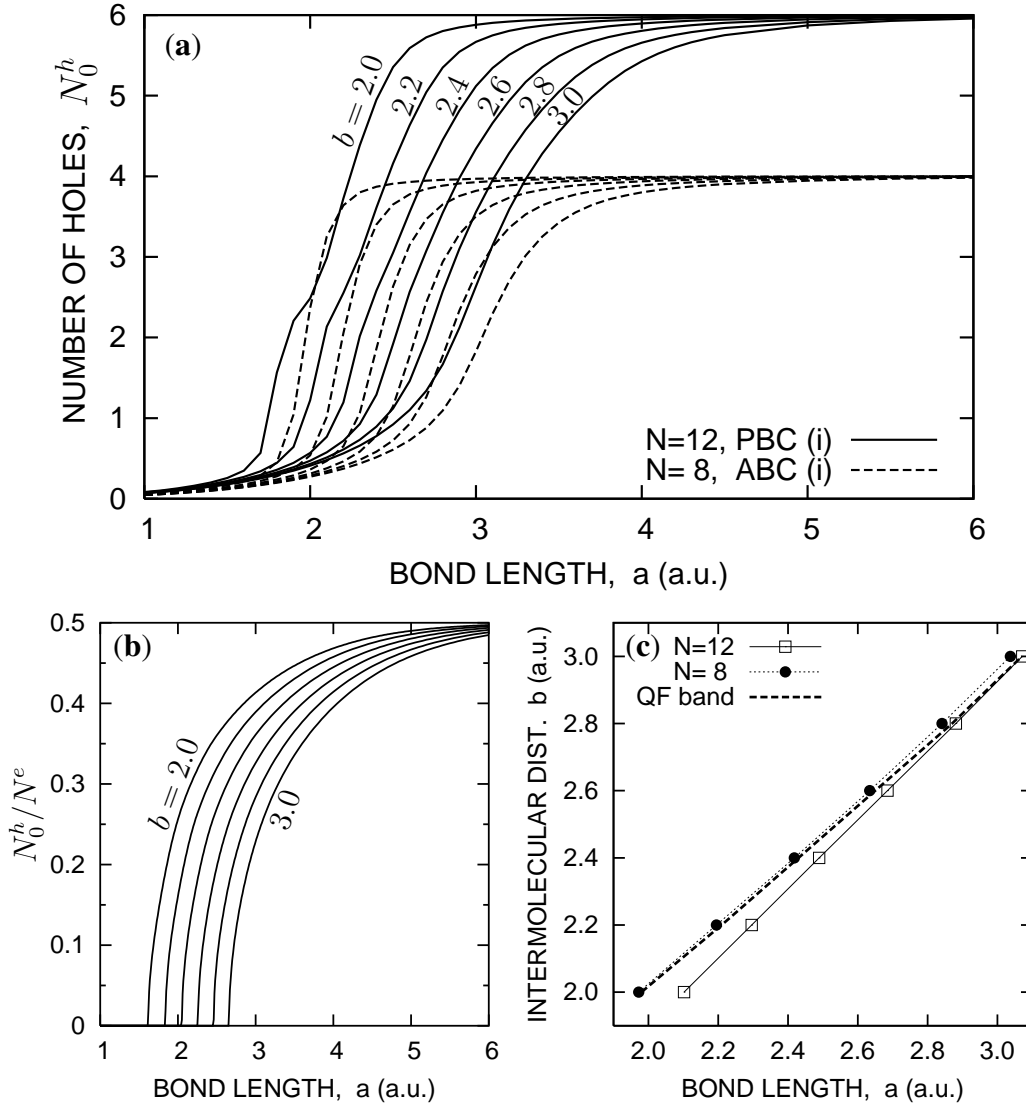 (a)
NUMBER OF HOLES, N_0^h
6
5
4
3
2
1
0
b = 2.0
2.2
2.4
2.6
2.8
3.0
N=12, PBC (i)
N= 8, ABC (i)
1 2 3 4 5 6
BOND LENGTH, a (a.u.)
(b)
N_0^h/N^e
0.5
0.4
0.3
0.2
0.1
0
b = 2.0
3.0
1 2 3 4 5 6
BOND LENGTH, a (a.u.)
(c)
INTERMOLECULAR DIST. b (a.u.)
N=12
N= 8
QF band
3.0
2.8
2.6
2.4
2.2
2.0
2.0 2.2 2.4 2.6 2.8 3.0
BOND LENGTH, a (a.u.)